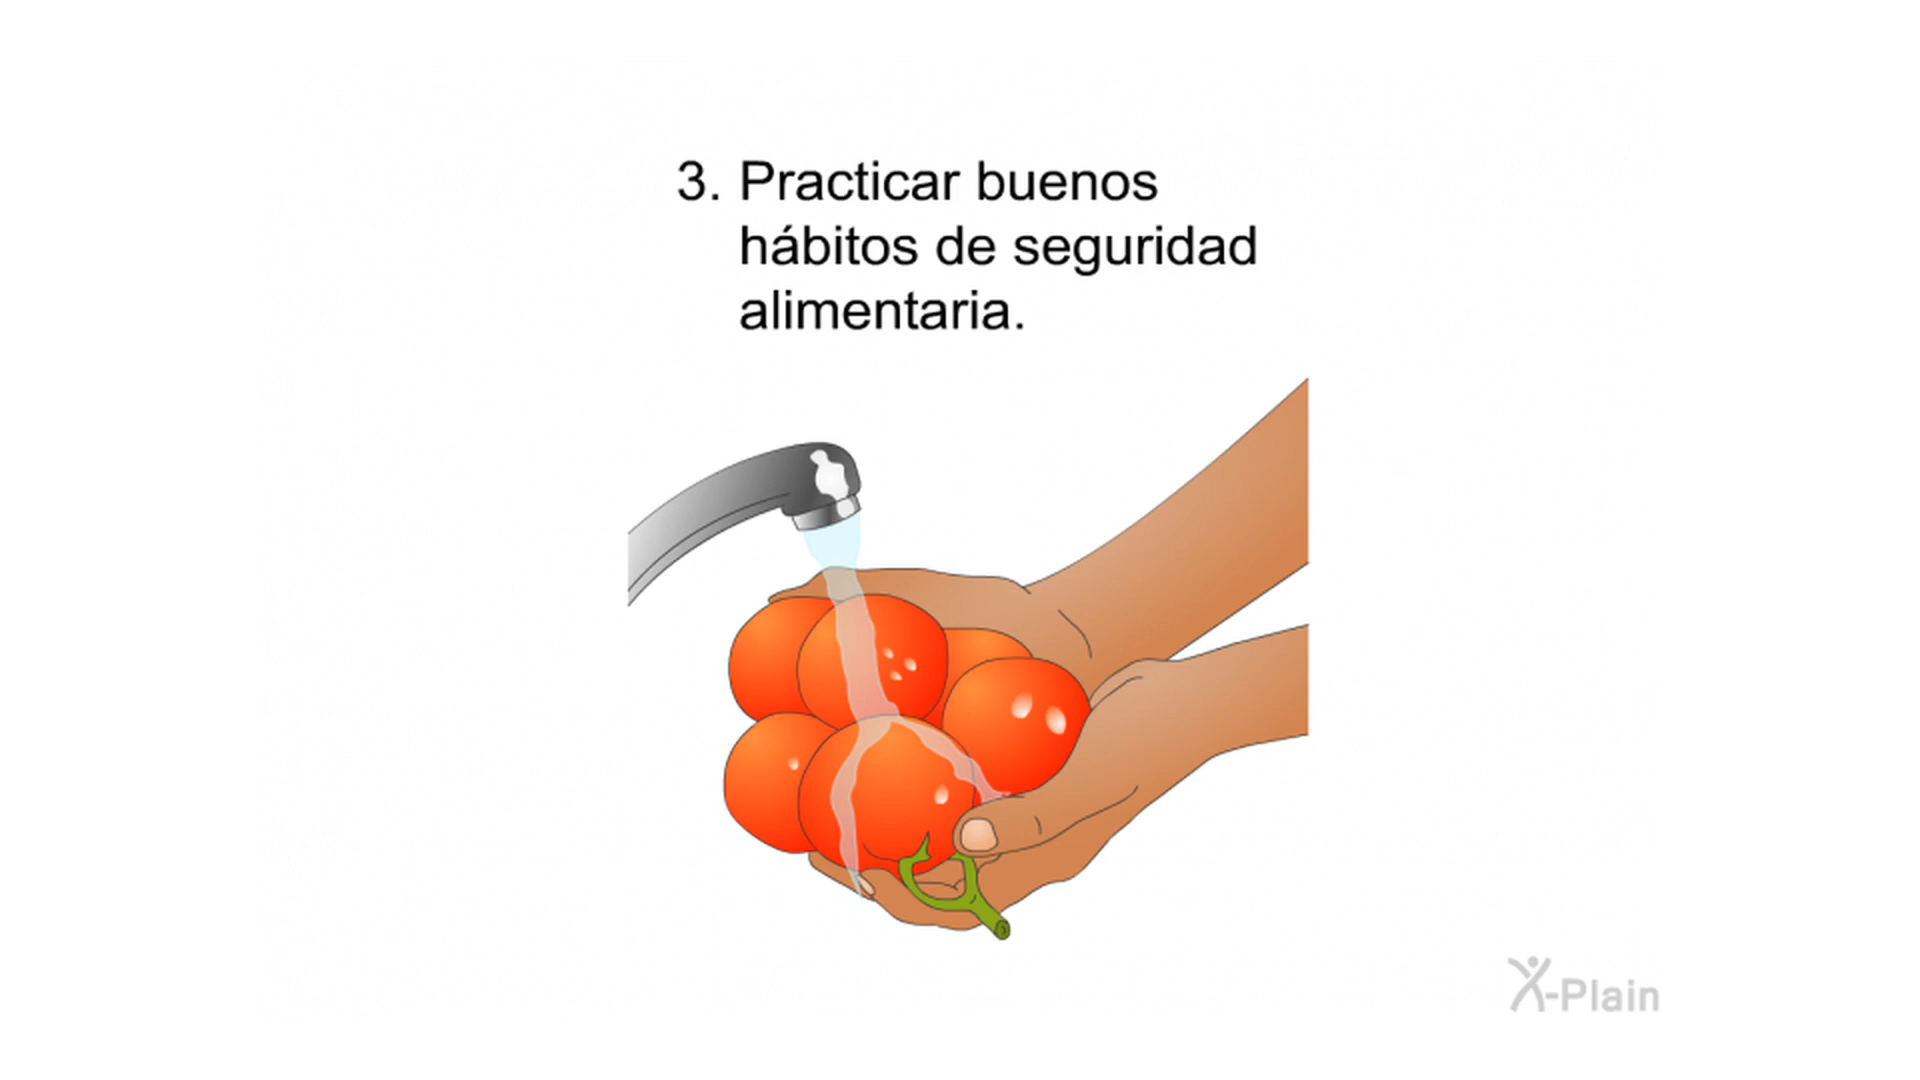 3. Practicar buenos
hábitos de seguridad
alimentaria.
X-Plain